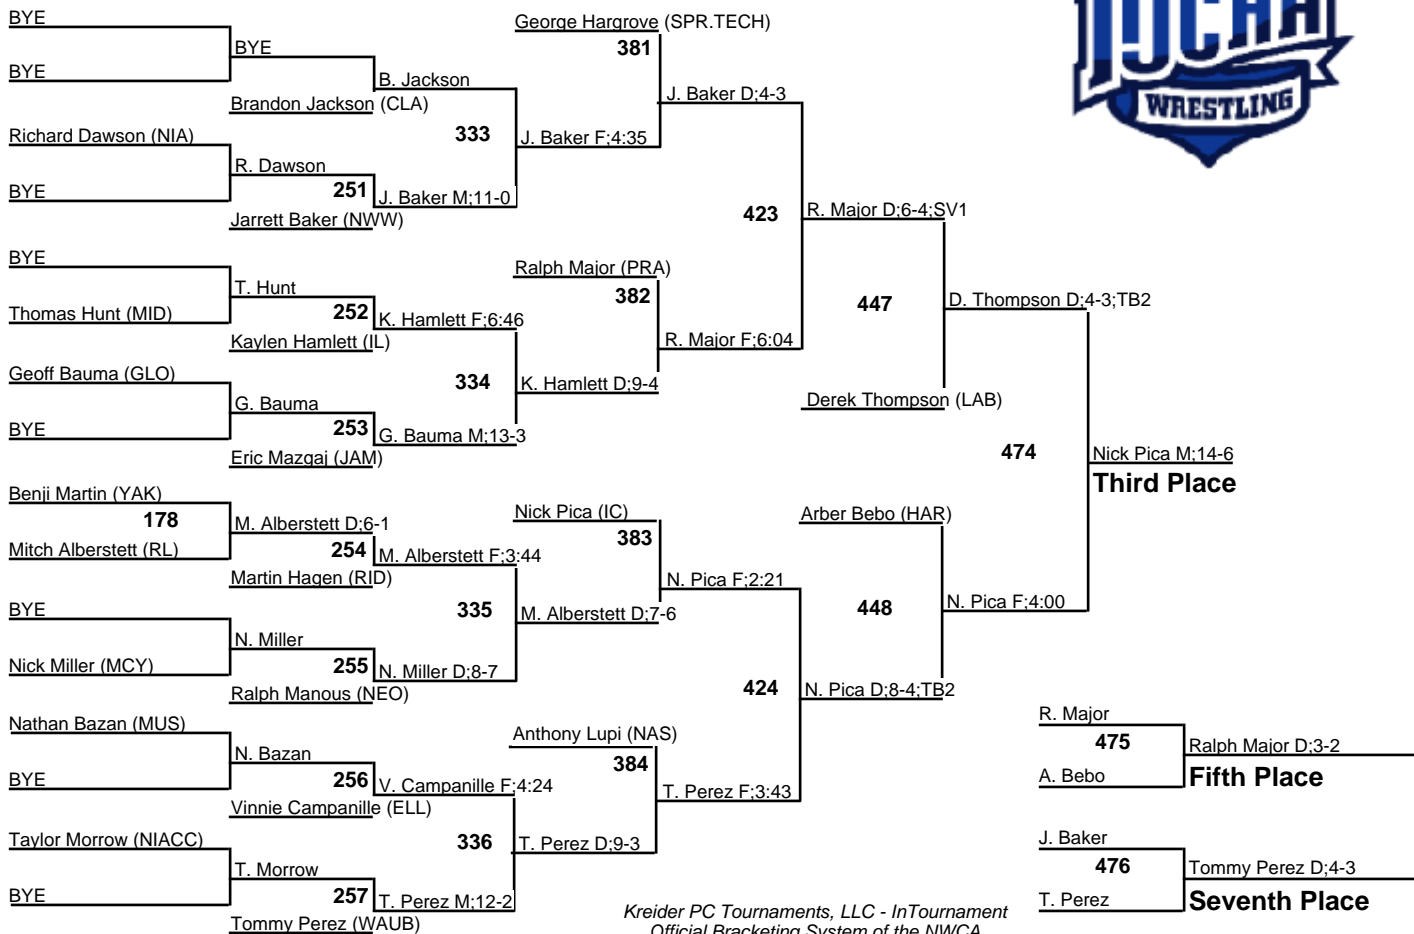 BYE
BYE
BYE
Brandon Jackson (CLA)
B. Jackson
Richard Dawson (NIA)
BYE
R. Dawson
251
Jarrett Baker (NWW)
J. Baker M;11-0
333
J. Baker F;4:35
George Hargrove (SPR.TECH)
381
J. Baker D;4-3
BYE
Thomas Hunt (MID)
T. Hunt
252
Kaylen Hamlett (IL)
K. Hamlett F;6:46
Geoff Bauma (GLO)
BYE
G. Bauma
253
Eric Mazgaj (JAM)
G. Bauma M;13-3
334
K. Hamlett D;9-4
Ralph Major (PRA)
382
R. Major F;6:04
423
R. Major D;6-4;SV1
447
Derek Thompson (LAB)
D. Thompson D;4-3;TB2
Benji Martin (YAK)
178
Mitch Alberstett (RL)
M. Alberstett D;6-1
254
Martin Hagen (RID)
M. Alberstett F;3:44
BYE
Nick Miller (MCY)
N. Miller
255
Ralph Manous (NEO)
N. Miller D;8-7
335
M. Alberstett D;7-6
Nick Pica (IC)
383
N. Pica F;2:21
Nathan Bazan (MUS)
BYE
N. Bazan
256
Vinnie Campanille (ELL)
V. Campanille F;4:24
Taylor Morrow (NIACC)
BYE
T. Morrow
257
Tommy Perez (WAUB)
T. Perez M;12-2
336
T. Perez D;9-3
Anthony Lupi (NAS)
384
T. Perez F;3:43
424
N. Pica D;8-4;TB2
Arber Bebo (HAR)
448
N. Pica F;4:00
474
Nick Pica M;14-6
Third Place
R. Major
475
A. Bebo
Ralph Major D;3-2
Fifth Place
J. Baker
476
T. Perez
Tommy Perez D;4-3
Seventh Place
NJCAA
WRESTLING
Kreider PC Tournaments, LLC - InTournament
Official Bracketing System of the NWCA